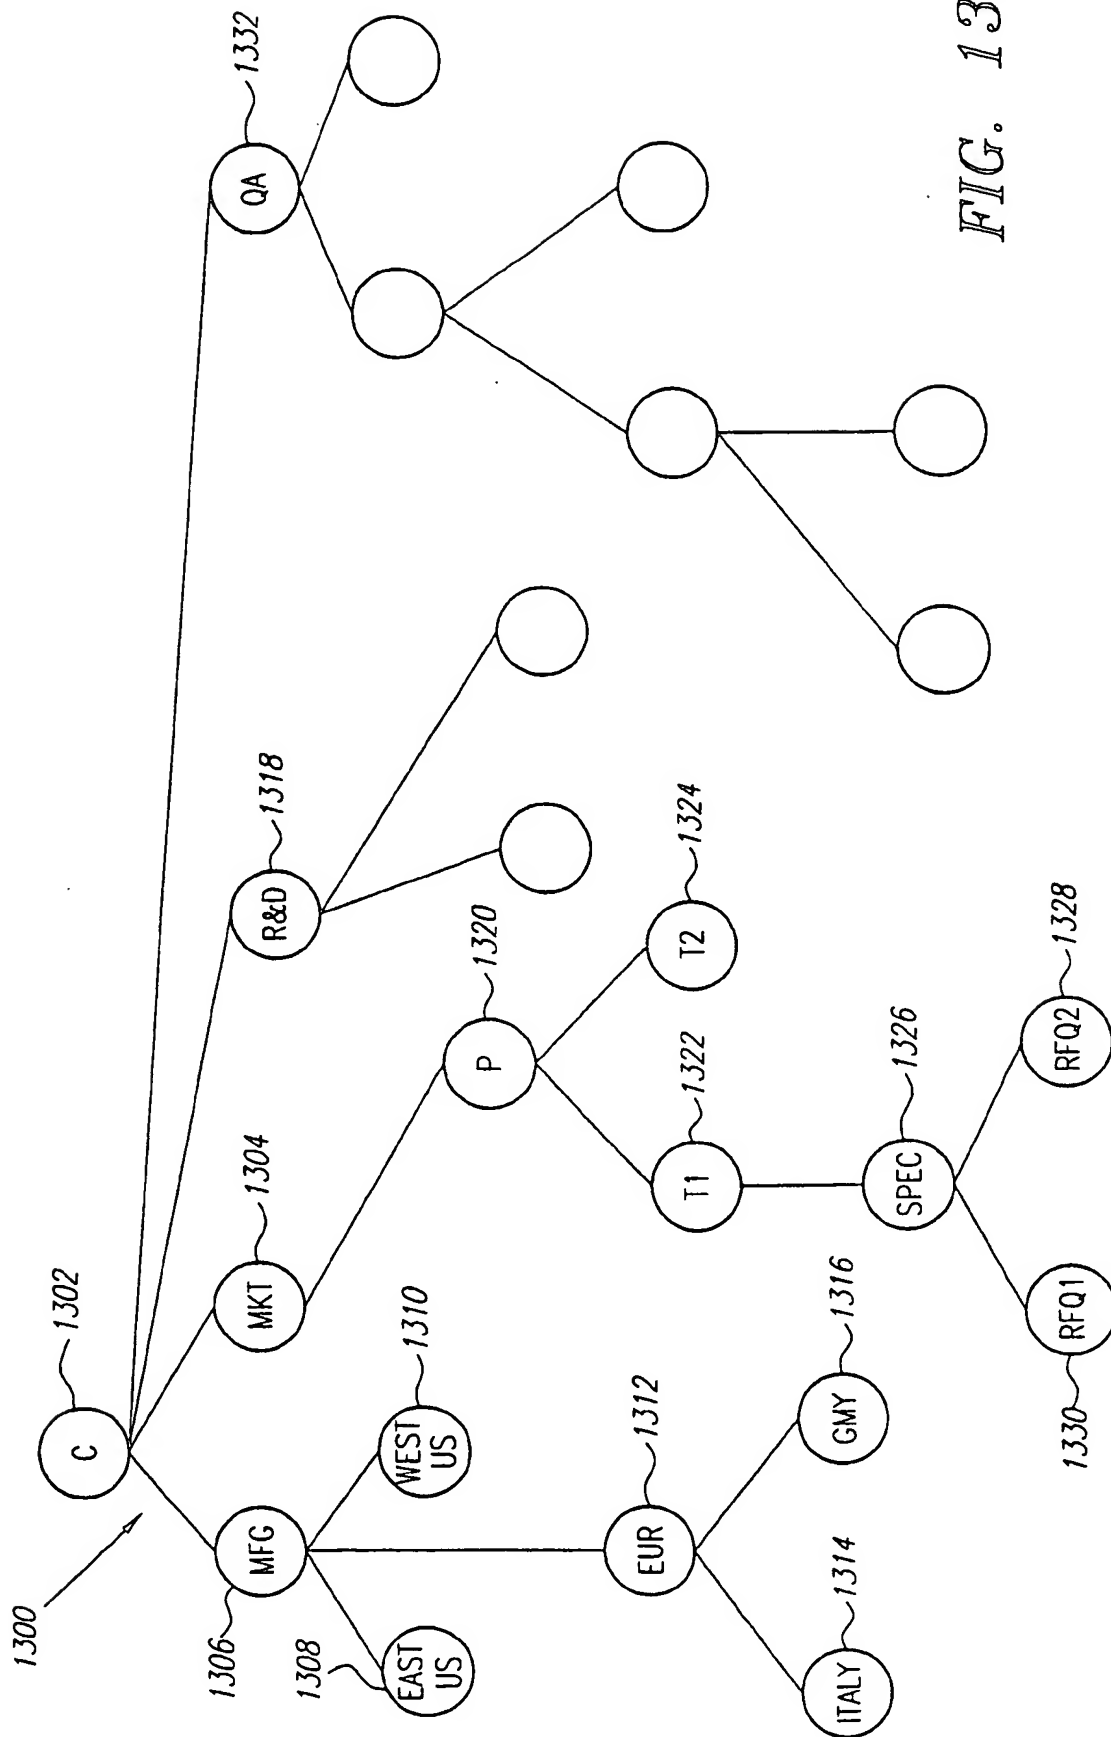 1300
C
1302
MFG
1306
MKT
1304
R&D
1318
QA
1332
EAST
US
1308
WEST
US
1310
P
1320
EUR
1312
T1
1322
T2
1324
ITALY
1314
GMY
1316
SPEC
1326
RFQ1
1330
RFQ2
1328
FIG. 13